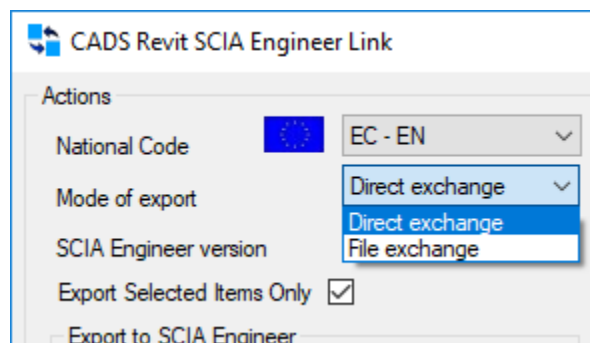 CADS Revit SCIA Engineer Link
Actions
National Code
EC - EN
Mode of export
Direct exchange
Direct exchange
File exchange
SCIA Engineer version
Export Selected Items Only
Export to SCIA Engineer